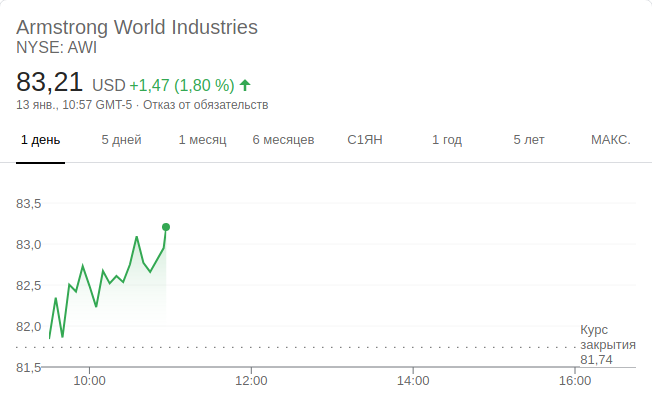 Armstrong World Industries
NYSE: AWI
83,21 USD +1,47 (1,80 %)
13 янв., 10:57 GMT-5 · Отказ от обязательств
1 день 5 дней 1 месяц 6 месяцев С1ЯН 1 год 5 лет МАКС.
83,5
83,0
82,5
82,0
Курс
закрытия
81,74
81,5
10:00 12:00 14:00 16:00